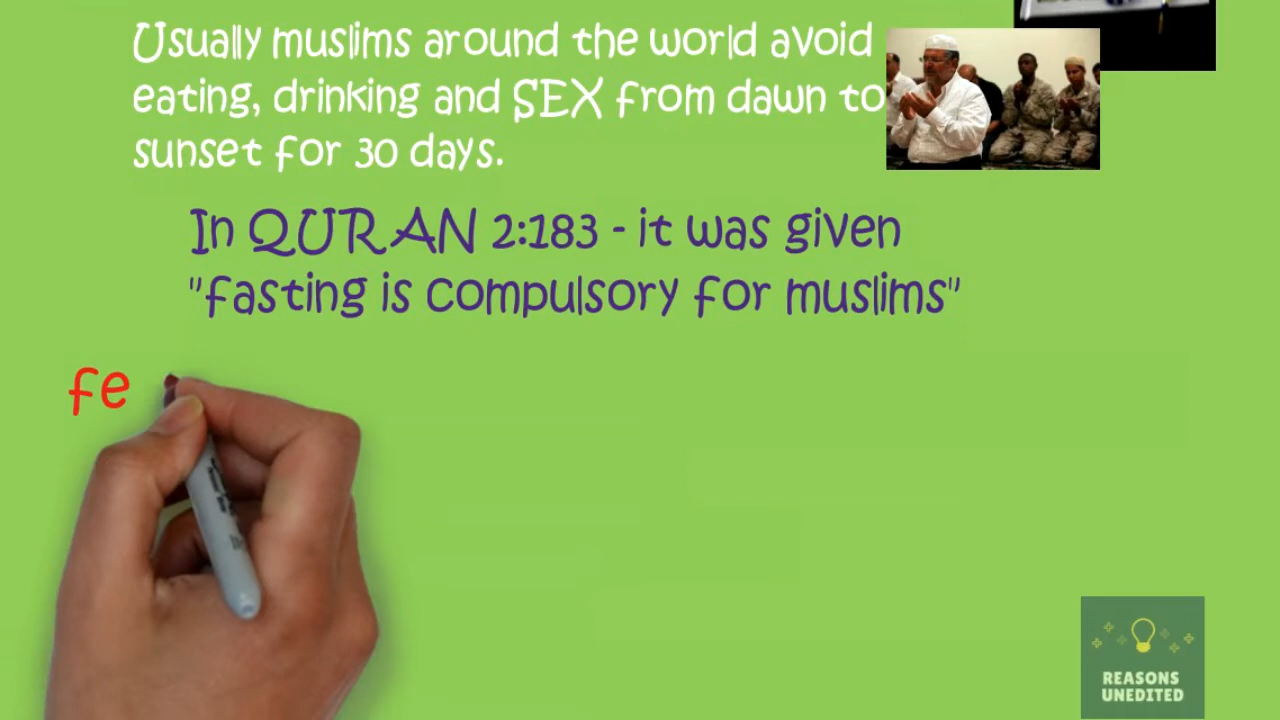 Usually muslims around the world avoid
eating, drinking and SEX from dawn to
sunset for 30 days.
In QURAN 2:183 - it was given
"fasting is compulsory for muslims"
fe
REASONS
UNEDITED